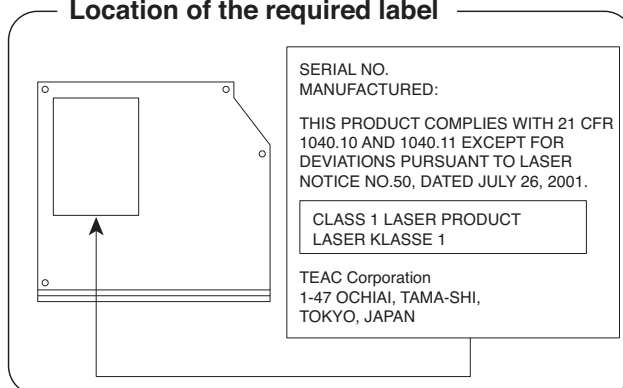 Location of the required label
SERIAL NO.
MANUFACTURED:
THIS PRODUCT COMPLIES WITH 21 CFR
1040.10 AND 1040.11 EXCEPT FOR
DEVIATIONS PURSUANT TO LASER
NOTICE NO.50, DATED JULY 26, 2001.
CLASS 1 LASER PRODUCT
LASER KLASSE 1
TEAC Corporation
1-47 OCHIAI, TAMA-SHI,
TOKYO, JAPAN